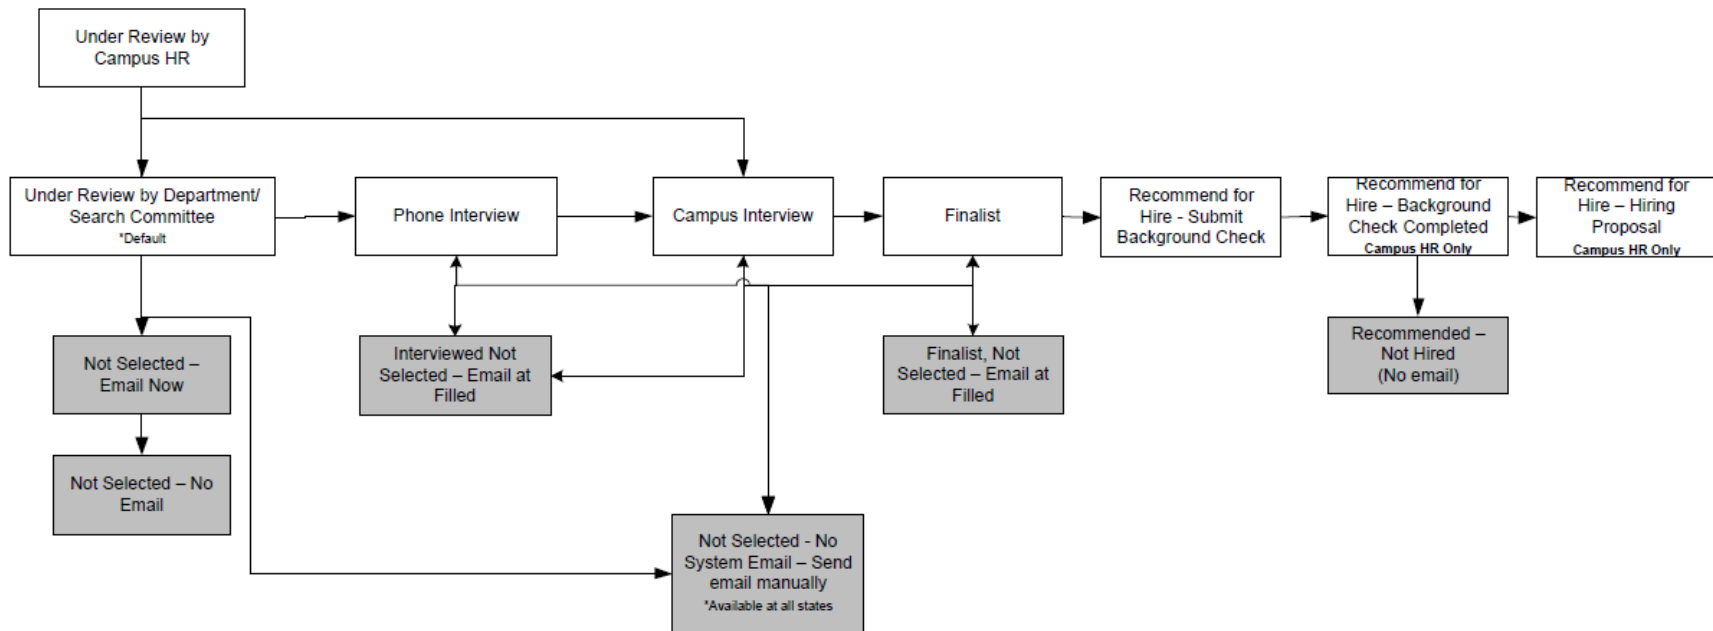 Under Review by
Campus HR
Under Review by Department/
Search Committee
*Default
Phone Interview
Campus Interview
Finalist
Recommend for
Hire - Submit
Background Check
Recommend for
Hire – Background
Check Completed
Campus HR Only
Recommend for
Hire – Hiring
Proposal
Campus HR Only
Not Selected –
Email Now
Interviewed Not
Selected – Email at
Filled
Finalist, Not
Selected – Email at
Filled
Recommended –
Not Hired
(No email)
Not Selected – No
Email
Not Selected - No
System Email – Send
email manually
*Available at all states